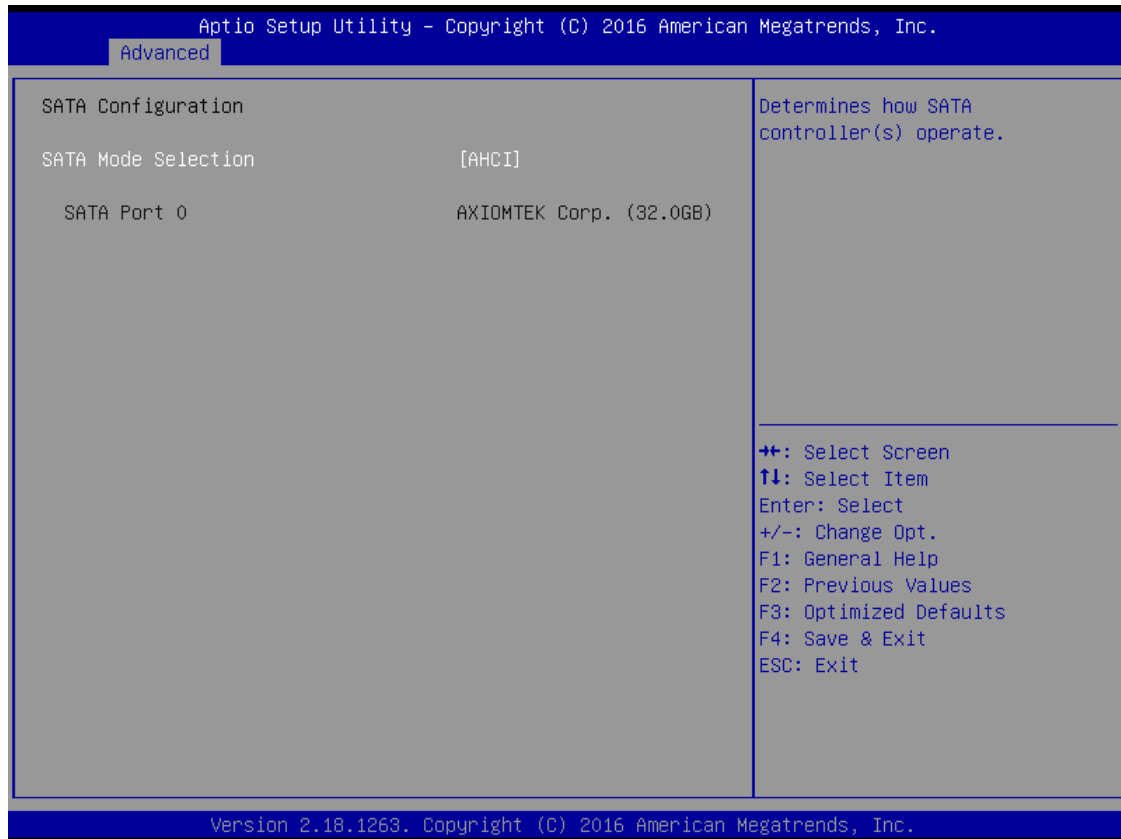 Aptio Setup Utility – Copyright (C) 2016 American Megatrends, Inc.
Advanced
SATA Configuration
SATA Mode Selection [AHCI]
SATA Port 0 AXIOMTEK Corp. (32.0GB)
Determines how SATA
controller(s) operate.
→←: Select Screen
↑↓: Select Item
Enter: Select
+/-: Change Opt.
F1: General Help
F2: Previous Values
F3: Optimized Defaults
F4: Save & Exit
ESC: Exit
Version 2.18.1263. Copyright (C) 2016 American Megatrends, Inc.